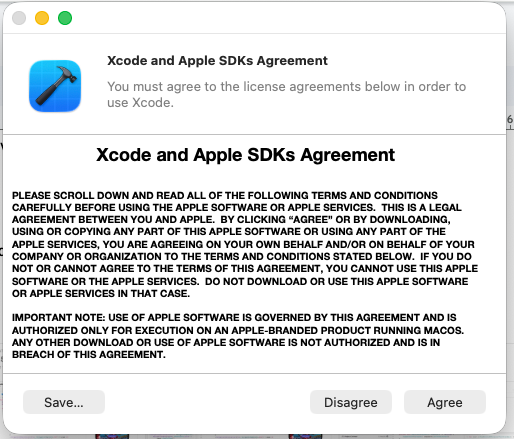 Xcode and Apple SDKs Agreement
You must agree to the license agreements below in order to
use Xcode.
Xcode and Apple SDKs Agreement
PLEASE SCROLL DOWN AND READ ALL OF THE FOLLOWING TERMS AND CONDITIONS
CAREFULLY BEFORE USING THE APPLE SOFTWARE OR APPLE SERVICES.  THIS IS A LEGAL
AGREEMENT BETWEEN YOU AND APPLE.  BY CLICKING “AGREE” OR BY DOWNLOADING,
USING OR COPYING ANY PART OF THIS APPLE SOFTWARE OR USING ANY PART OF THE
APPLE SERVICES, YOU ARE AGREEING ON YOUR OWN BEHALF AND/OR ON BEHALF OF YOUR
COMPANY OR ORGANIZATION TO THE TERMS AND CONDITIONS STATED BELOW.  IF YOU DO
NOT OR CANNOT AGREE TO THE TERMS OF THIS AGREEMENT, YOU CANNOT USE THIS APPLE
SOFTWARE OR THE APPLE SERVICES.  DO NOT DOWNLOAD OR USE THIS APPLE SOFTWARE
OR APPLE SERVICES IN THAT CASE.
IMPORTANT NOTE: USE OF APPLE SOFTWARE IS GOVERNED BY THIS AGREEMENT AND IS
AUTHORIZED ONLY FOR EXECUTION ON AN APPLE-BRANDED PRODUCT RUNNING MACOS.
ANY OTHER DOWNLOAD OR USE OF APPLE SOFTWARE IS NOT AUTHORIZED AND IS IN
BREACH OF THIS AGREEMENT.
Save...
Disagree
Agree
6